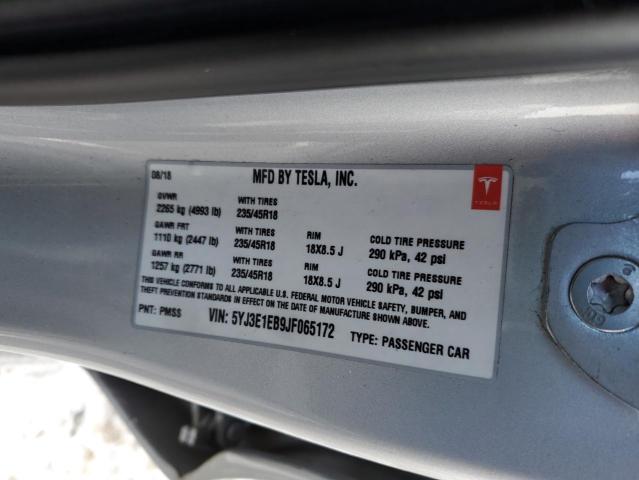 08/18 MFD BY TESLA, INC.
TESLA
GVWR WITH TIRES
2265 kg (4993 lb) 235/45R18
GAWR FRT WITH TIRES RIM COLD TIRE PRESSURE
1110 kg (2447 lb) 235/45R18 18X8.5 J 290 kPa, 42 psi
GAWR RR WITH TIRES RIM COLD TIRE PRESSURE
1257 kg (2771 lb) 235/45R18 18X8.5 J 290 kPa, 42 psi
THIS VEHICLE CONFORMS TO ALL APPLICABLE U.S. FEDERAL MOTOR VEHICLE SAFETY, BUMPER, AND
THEFT PREVENTION STANDARDS IN EFFECT ON THE DATE OF MANUFACTURE SHOWN ABOVE.
PNT: PMSS VIN: 5YJ3E1EB9JF065172 TYPE: PASSENGER CAR